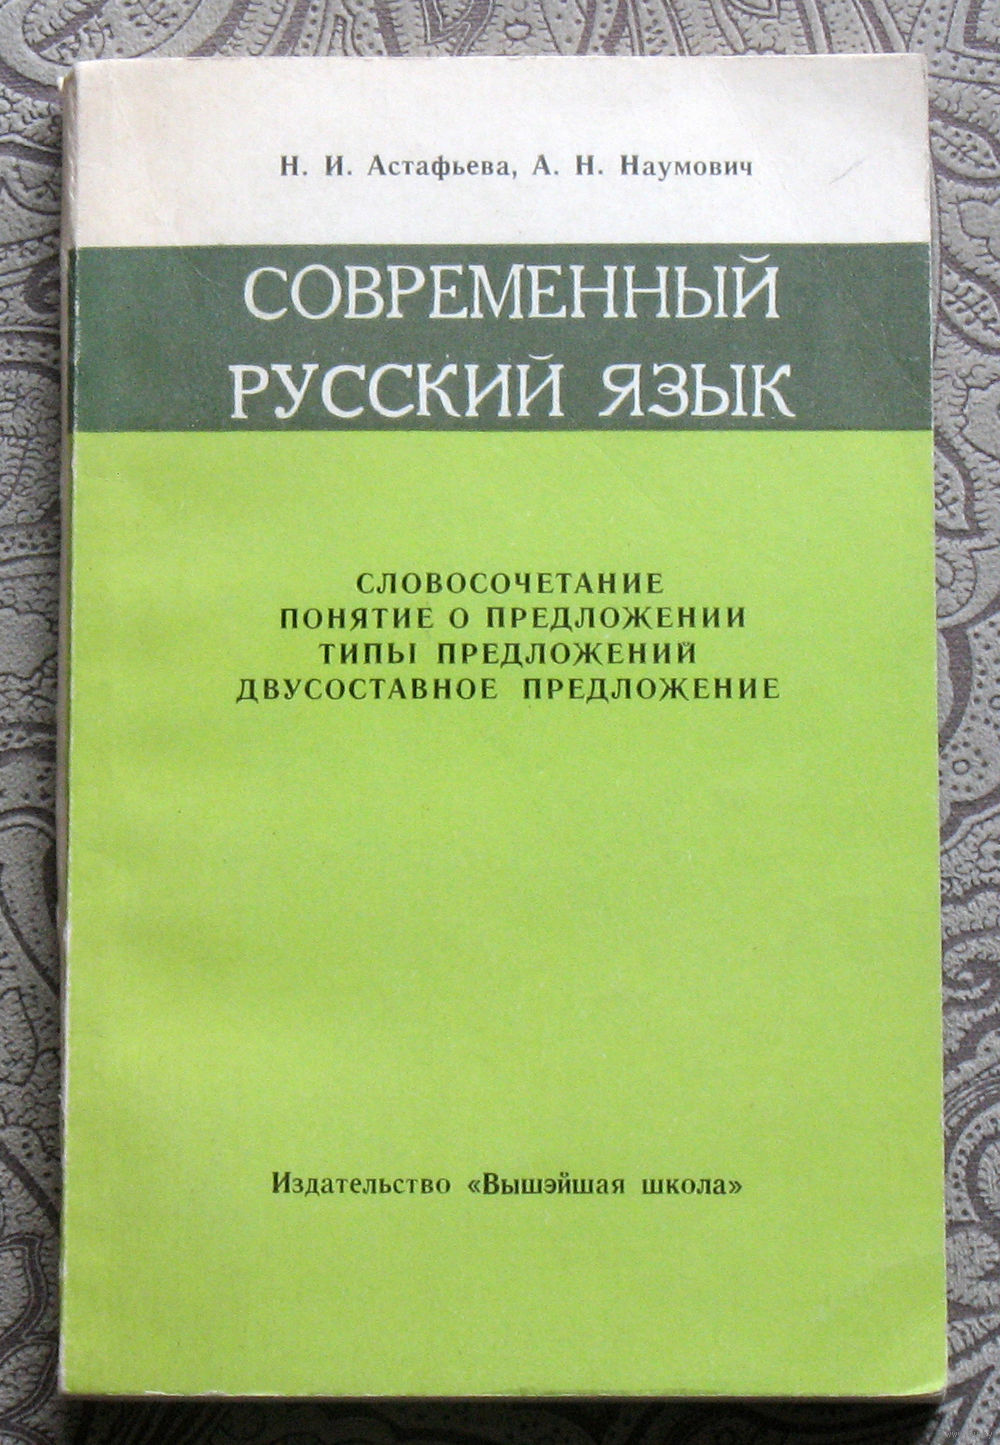 Н. И. Астафьева, А. Н. Наумович
СОВРЕМЕННЫЙ
РУССКИЙ ЯЗЫК
СЛОВОСОЧЕТАНИЕ
ПОНЯТИЕ О ПРЕДЛОЖЕНИИ
ТИПЫ ПРЕДЛОЖЕНИЙ
ДВУСОСТАВНОЕ ПРЕДЛОЖЕНИЕ
Издательство «Вышэйшая школа»